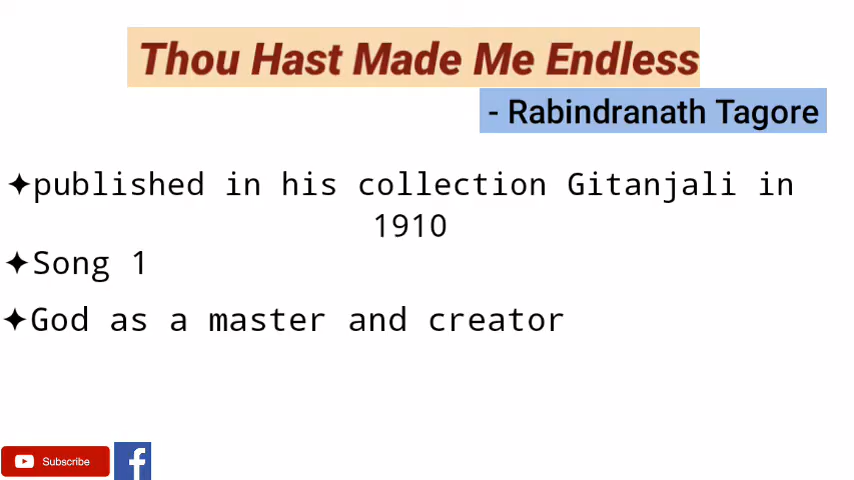 Thou Hast Made Me Endless
- Rabindranath Tagore
✦published in his collection Gitanjali in
1910
✦Song 1
✦God as a master and creator
Subscribe